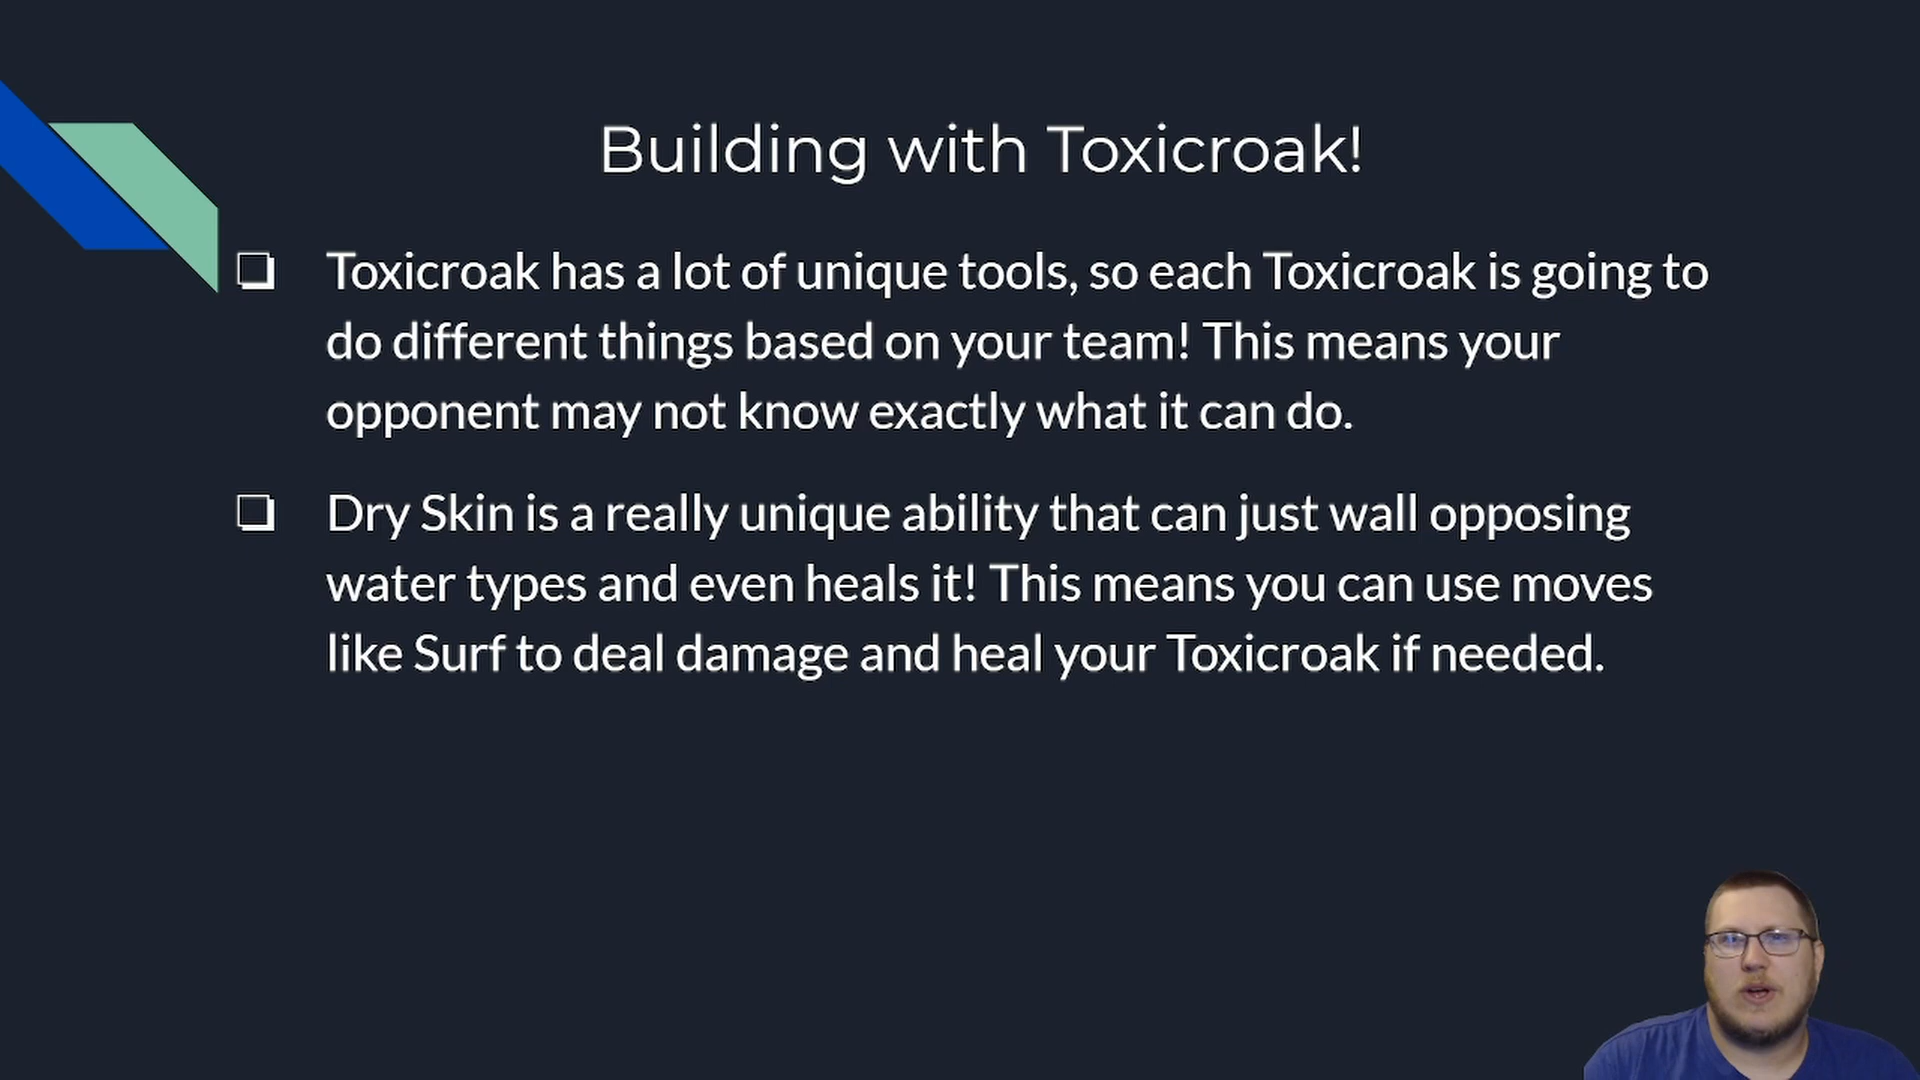 Building with Toxicroak!
Toxicroak has a lot of unique tools, so each Toxicroak is going to
do different things based on your team! This means your
opponent may not know exactly what it can do.
Dry Skin is a really unique ability that can just wall opposing
water types and even heals it! This means you can use moves
like Surf to deal damage and heal your Toxicroak if needed.